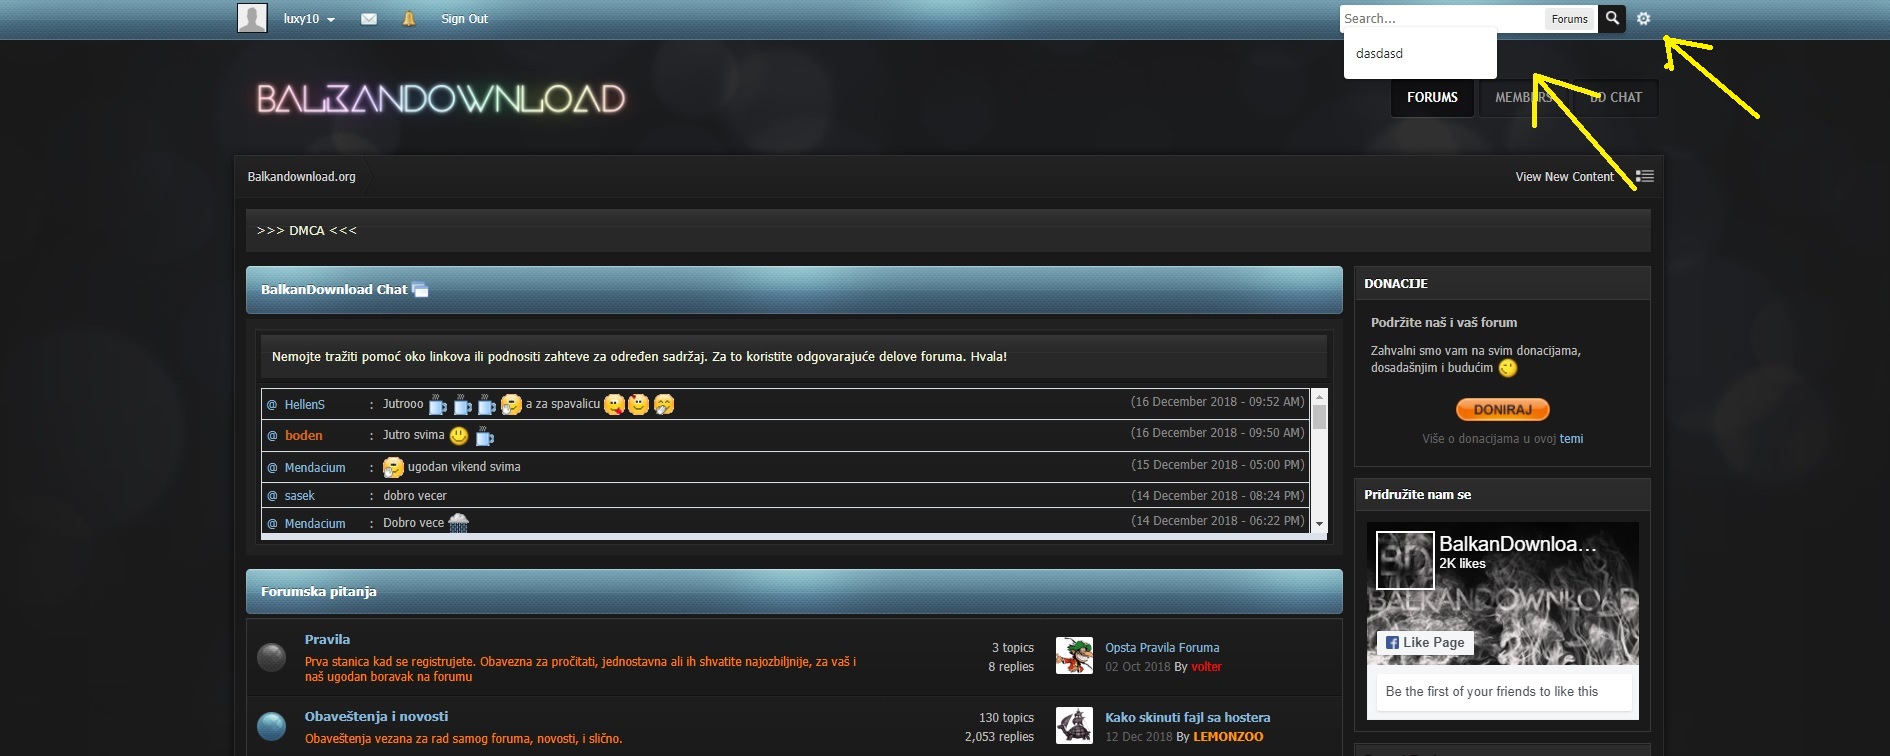 luxy10
Sign Out
Search...
Forums
dasdasd
BALKANDOWNLOAD
FORUMS
MEMBERS
BD CHAT
Balkandownload.org
View New Content
>>> DMCA <<<
BalkanDownload Chat
Nemojte tražiti pomoć oko linkova ili podnositi zahteve za određen sadržaj. Za to koristite odgovarajuće delove foruma. Hvala!
@ HellenS : Jutrooo a za spavalicu (16 December 2018 - 09:52 AM)
@ boden : Jutro svima (16 December 2018 - 09:50 AM)
@ Mendacium : ugodan vikend svima (15 December 2018 - 05:00 PM)
@ sasek : dobro vecer (14 December 2018 - 08:24 PM)
@ Mendacium : Dobro vece (14 December 2018 - 06:22 PM)
DONACIJE
Podržite naš i vaš forum
Zahvalni smo vam na svim donacijama,
dosadašnjim i budućim
DONIRAJ
Više o donacijama u ovoj temi
Pridružite nam se
BD
BalkanDownloa...
2K likes
BALKANDOWNLOAD
Like Page
Be the first of your friends to like this
Forumska pitanja
Pravila
Prva stanica kad se registrujete. Obavezna za pročitati, jednostavna ali ih shvatite najozbiljnije, za vaš i
naš ugodan boravak na forumu
3 topics
8 replies
Opsta Pravila Foruma
02 Oct 2018 By volter
Obaveštenja i novosti
Obaveštenja vezana za rad samog foruma, novosti, i slično.
130 topics
2,053 replies
Kako skinuti fajl sa hostera
12 Dec 2018 By LEMONZOO